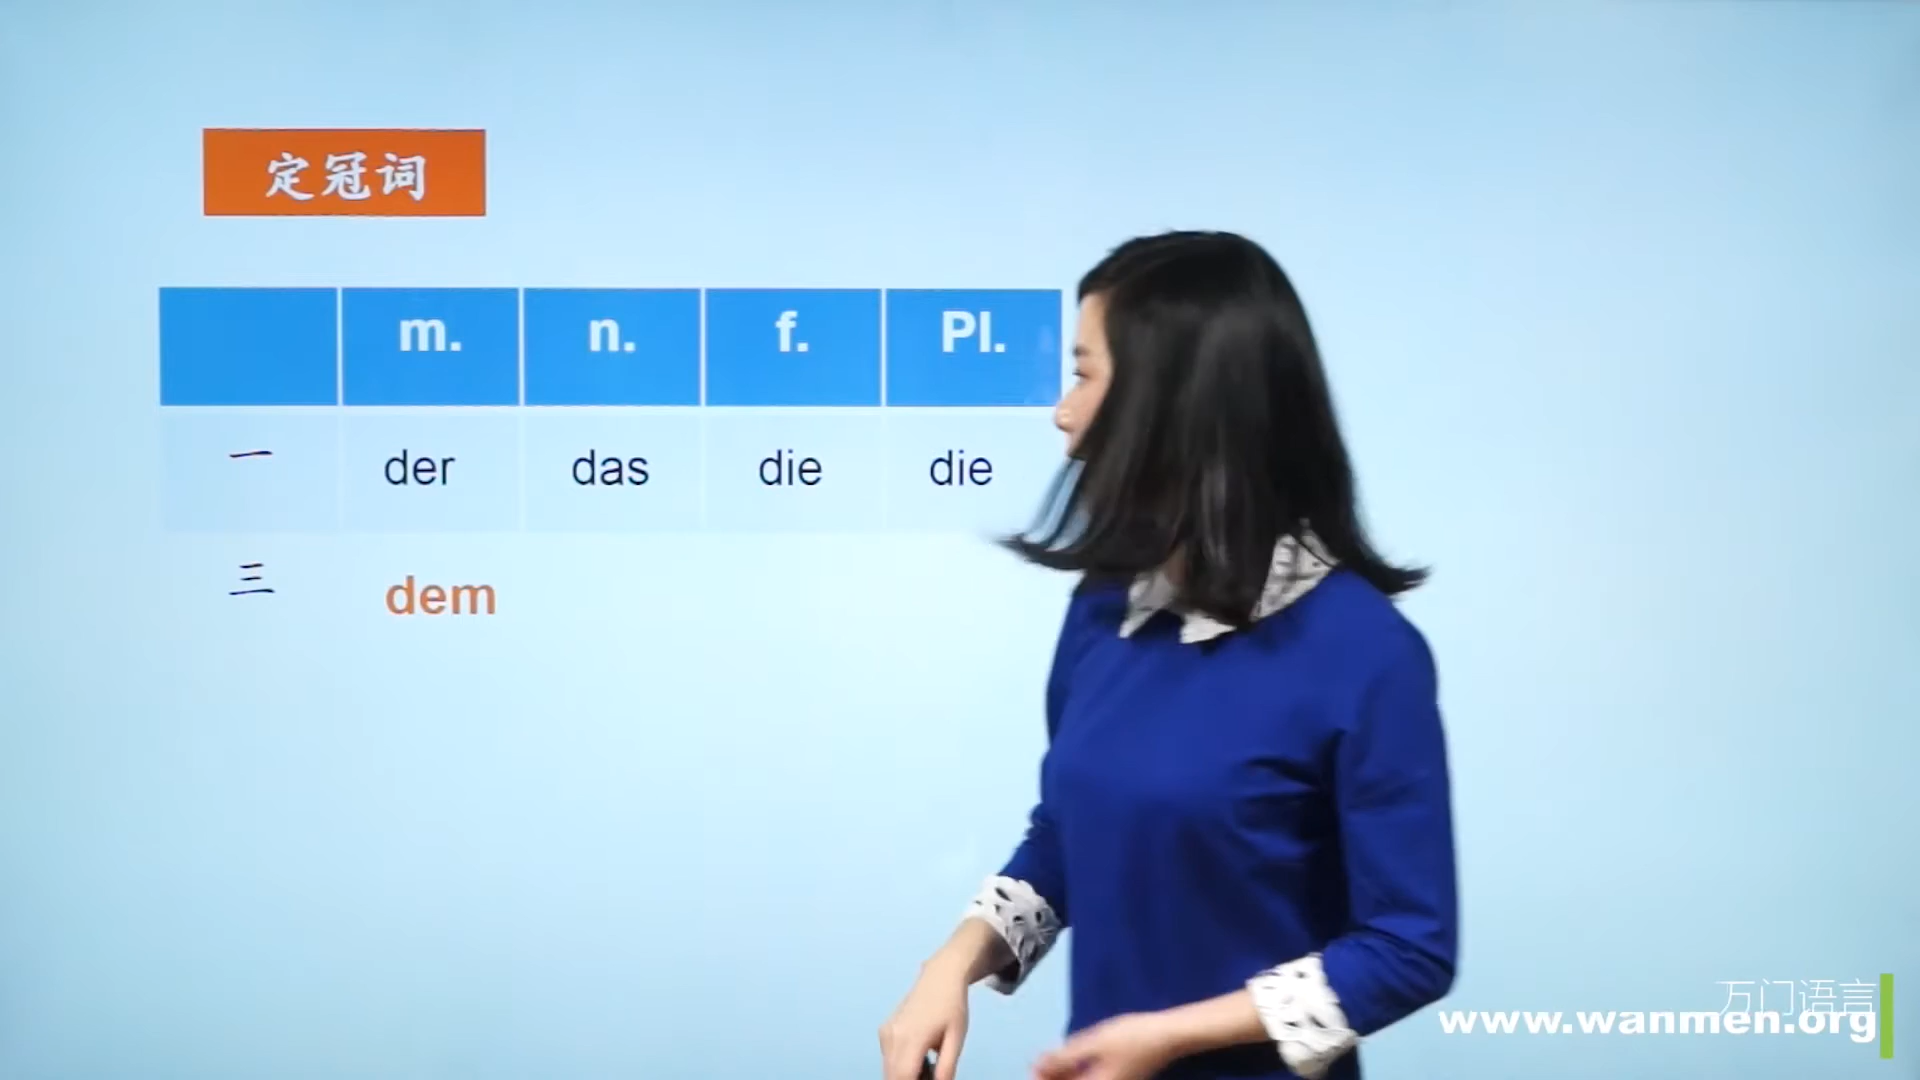 定冠词
m. n. f. Pl.
一 der das die die
三 dem
万门语言
www.wanmen.org